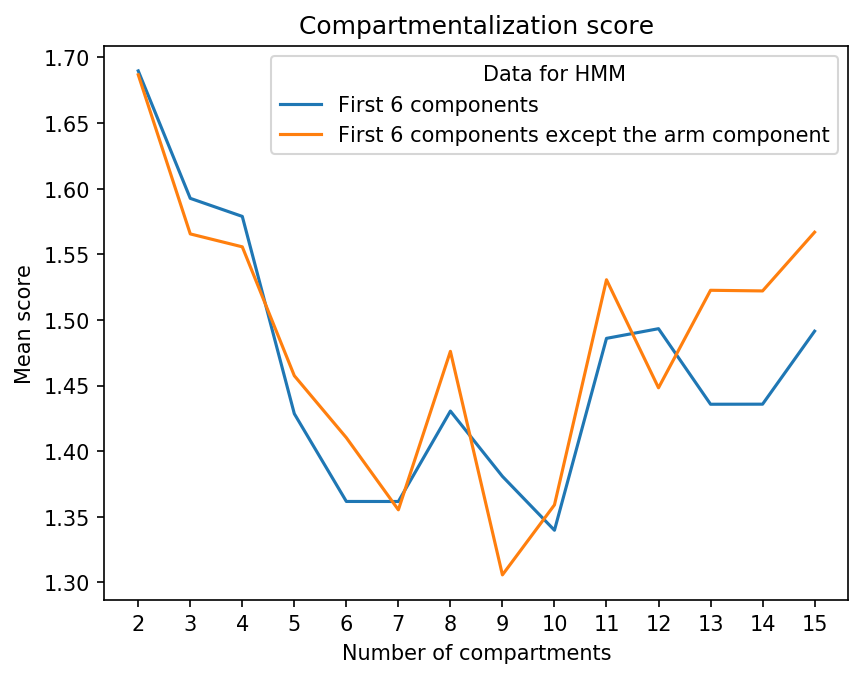 Compartmentalization score
Data for HMM
First 6 components
First 6 components except the arm component
Mean score
1.70
1.65
1.60
1.55
1.50
1.45
1.40
1.35
1.30
2 3 4 5 6 7 8 9 10 11 12 13 14 15
Number of compartments